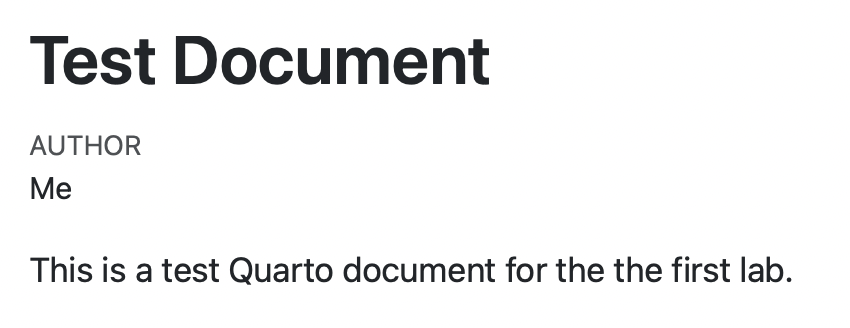 Test Document
AUTHOR
Me
This is a test Quarto document for the the first lab.